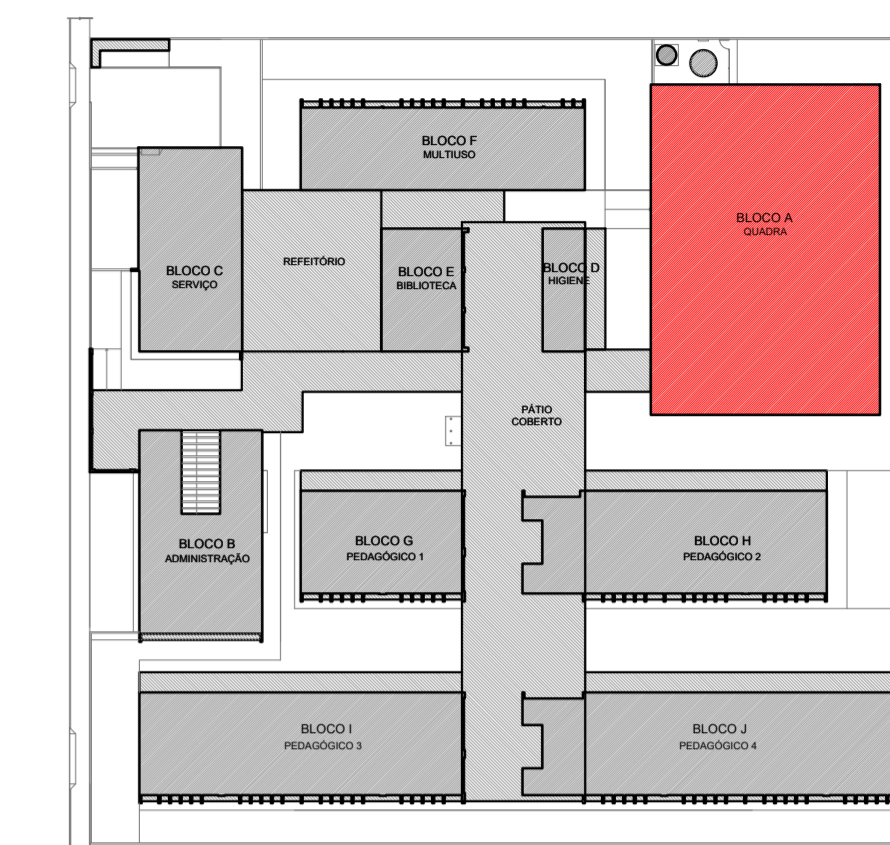 BLOCO F
MULTIUSO
BLOCO A
QUADRA
BLOCO C
SERVIÇO
REFEITÓRIO
BLOCO E
BIBLIOTECA
BLOCO D
HIGIENE
PÁTIO
COBERTO
BLOCO B
ADMINISTRAÇÃO
BLOCO G
PEDAGÓGICO 1
BLOCO H
PEDAGÓGICO 2
BLOCO I
PEDAGÓGICO 3
BLOCO J
PEDAGÓGICO 4